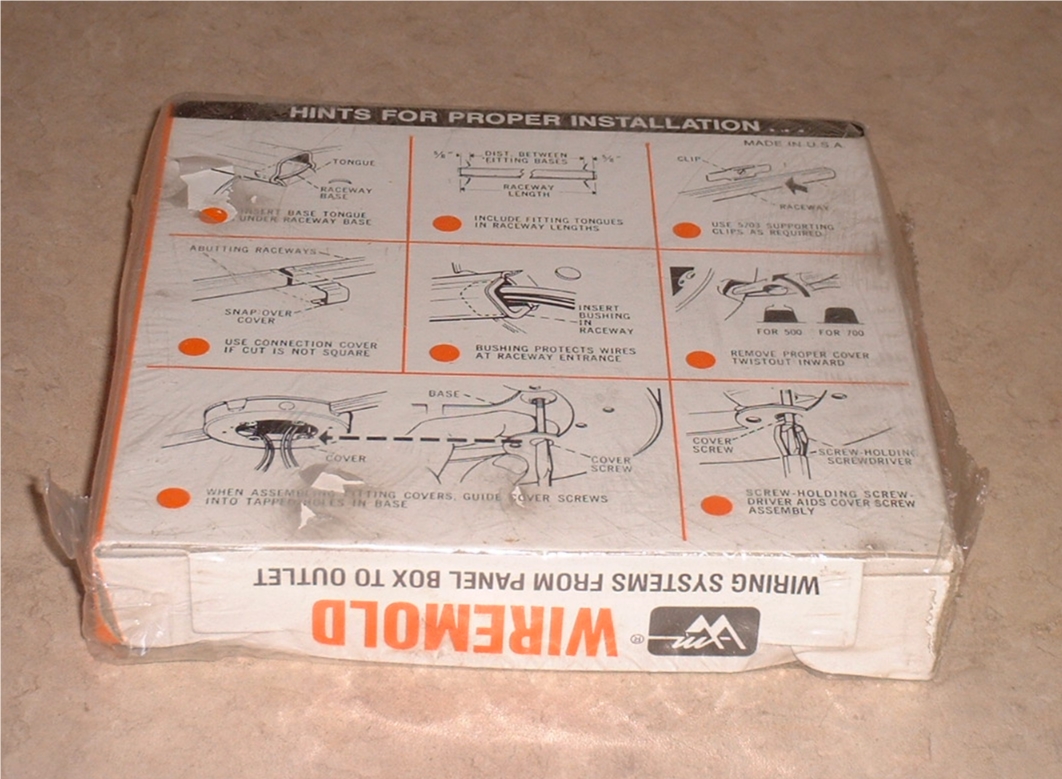 HINTS FOR PROPER INSTALLATION...
MADE IN U.S.A.
TONGUE
RACEWAY
BASE
INSERT BASE TONGUE
UNDER RACEWAY BASE
5/8" DIST. BETWEEN 5/8"
FITTING BASES
RACEWAY
LENGTH
INCLUDE FITTING TONGUES
IN RACEWAY LENGTHS
CLIP
RACEWAY
USE 5703 SUPPORTING
CLIPS AS REQUIRED
ABUTTING RACEWAYS
SNAP OVER
COVER
USE CONNECTION COVER
IF CUT IS NOT SQUARE
INSERT
BUSHING
IN
RACEWAY
BUSHING PROTECTS WIRES
AT RACEWAY ENTRANCE
FOR 500 FOR 700
REMOVE PROPER COVER
TWISTOUT INWARD
COVER
BASE
COVER
SCREW
WHEN ASSEMBLING FITTING COVERS, GUIDE COVER SCREWS
INTO TAPPED HOLES IN BASE
COVER
SCREW
SCREW-HOLDING
SCREWDRIVER
SCREW-HOLDING SCREW-
DRIVER AIDS COVER SCREW
ASSEMBLY
WIREMOLD®
WIRING SYSTEMS FROM PANEL BOX TO OUTLET